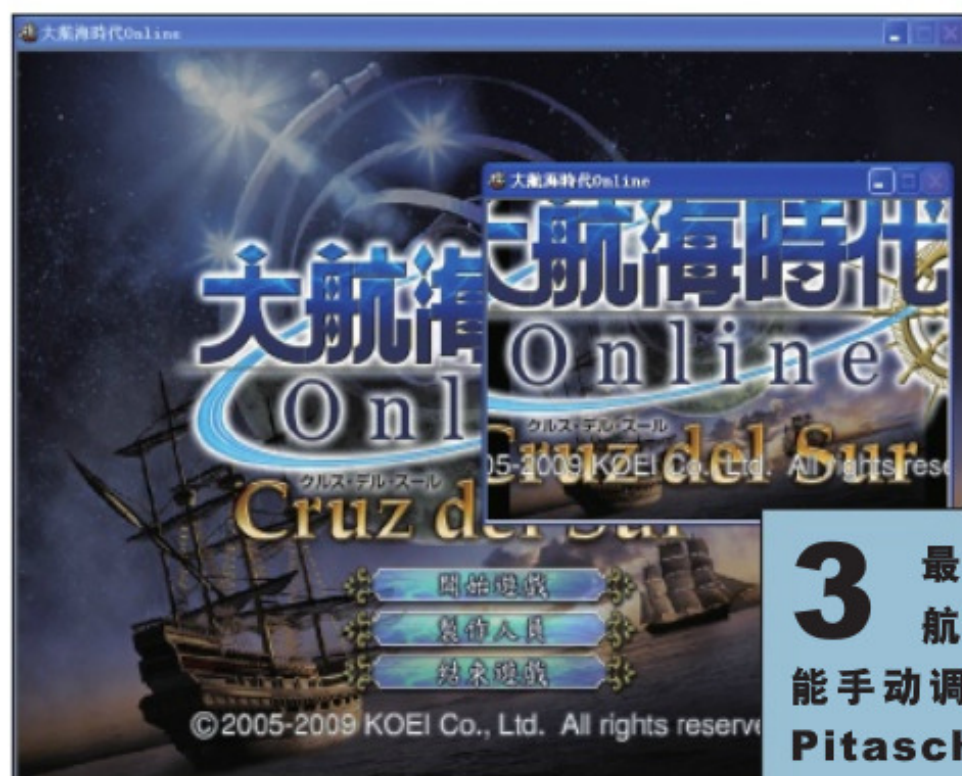 大航海時代Online
大航海
Onl
クルス・デル・スール
Cruz del Sur
開始遊戲
製作人員
結束遊戲
©2005-2009 KOEI Co., Ltd. All rights reserve
大航海時代Online
大航海時代
Online
クルス・デル・スール
Cruz del Sur
05-2009 KOEI Co., Ltd. All rights rese
3 最
航
能手动调
Pitasch